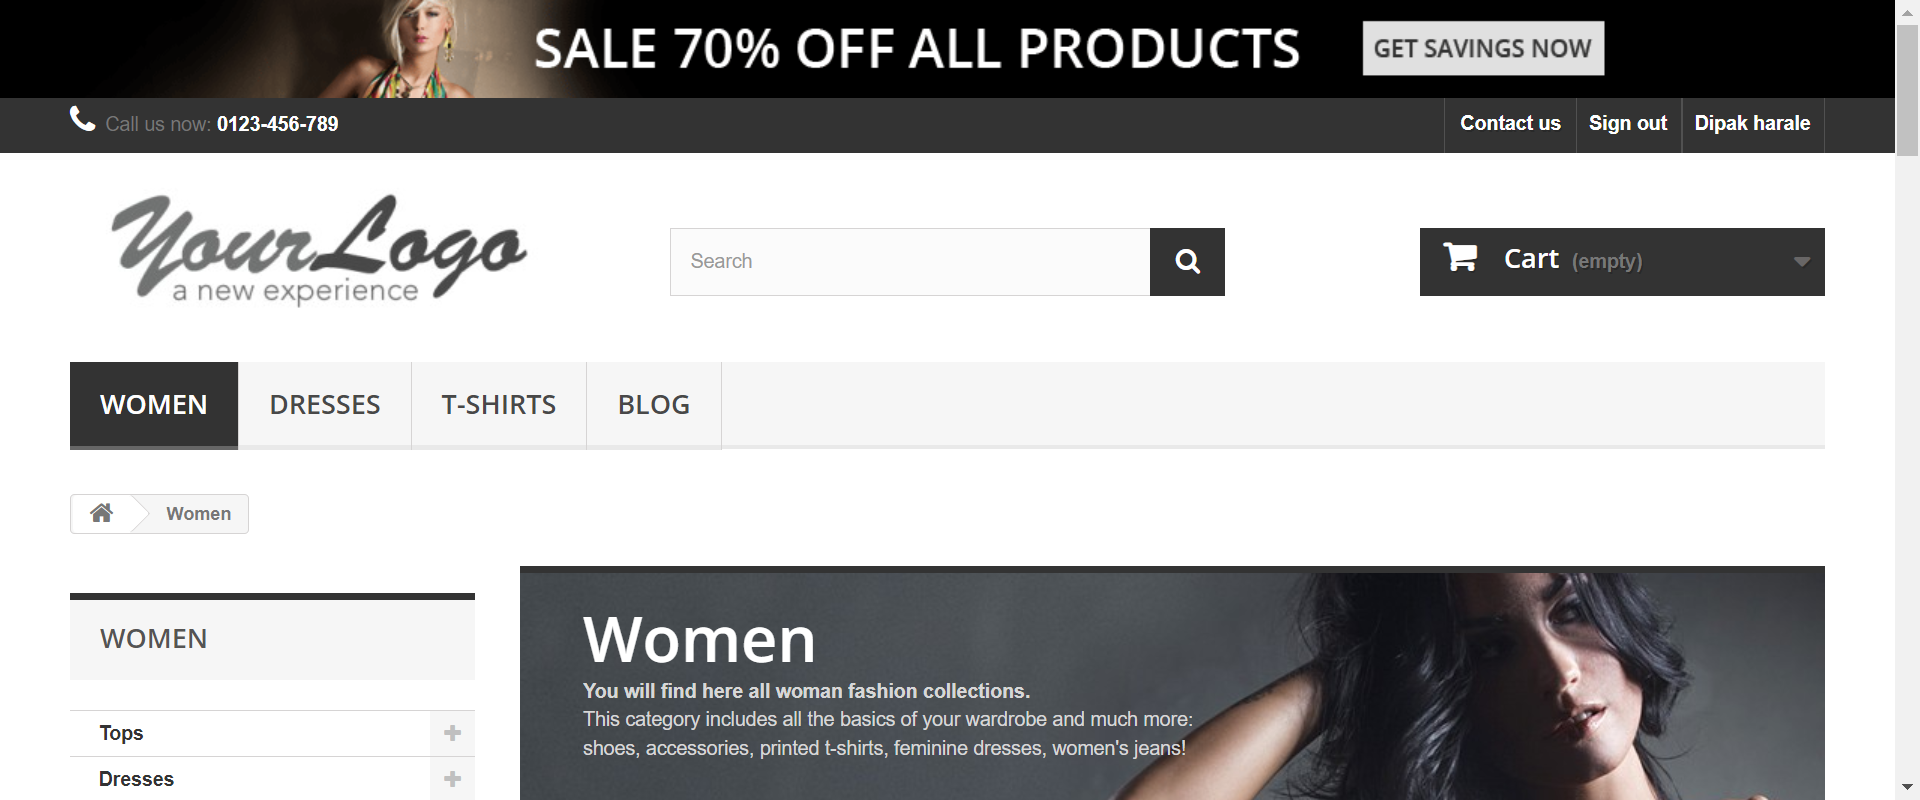 SALE 70% OFF ALL PRODUCTS
GET SAVINGS NOW
Call us now: 0123-456-789
Contact us
Sign out
Dipak harale
YourLogo
a new experience
Search
Cart (empty)
WOMEN
DRESSES
T-SHIRTS
BLOG
Women
WOMEN
Tops
Dresses
Women
You will find here all woman fashion collections.
This category includes all the basics of your wardrobe and much more:
shoes, accessories, printed t-shirts, feminine dresses, women's jeans!